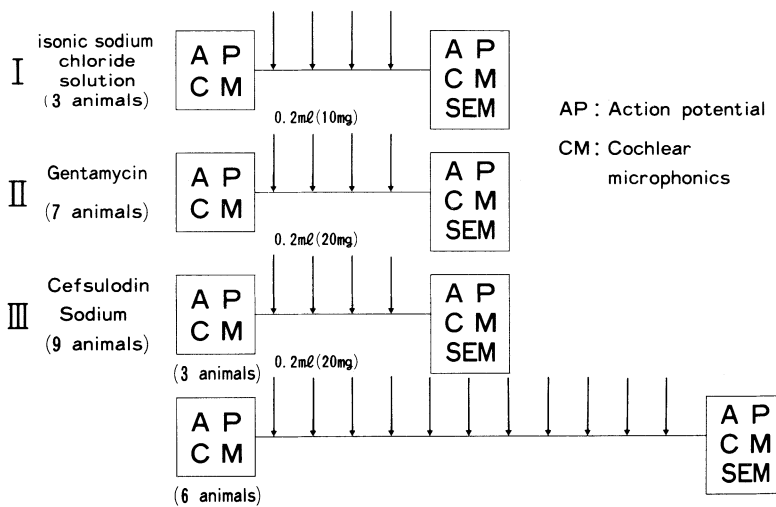 I
isonic sodium
chloride
solution
(3 animals)
A P
C M
A P
C M
SEM
AP: Action potential
CM: Cochlear
microphonics
0.2mℓ(10mg)
II
Gentamycin
(7 animals)
A P
C M
A P
C M
SEM
0.2mℓ(20mg)
III
Cefsulodin
Sodium
(9 animals)
A P
C M
A P
C M
SEM
(3 animals)
0.2mℓ(20mg)
A P
C M
A P
C M
SEM
(6 animals)